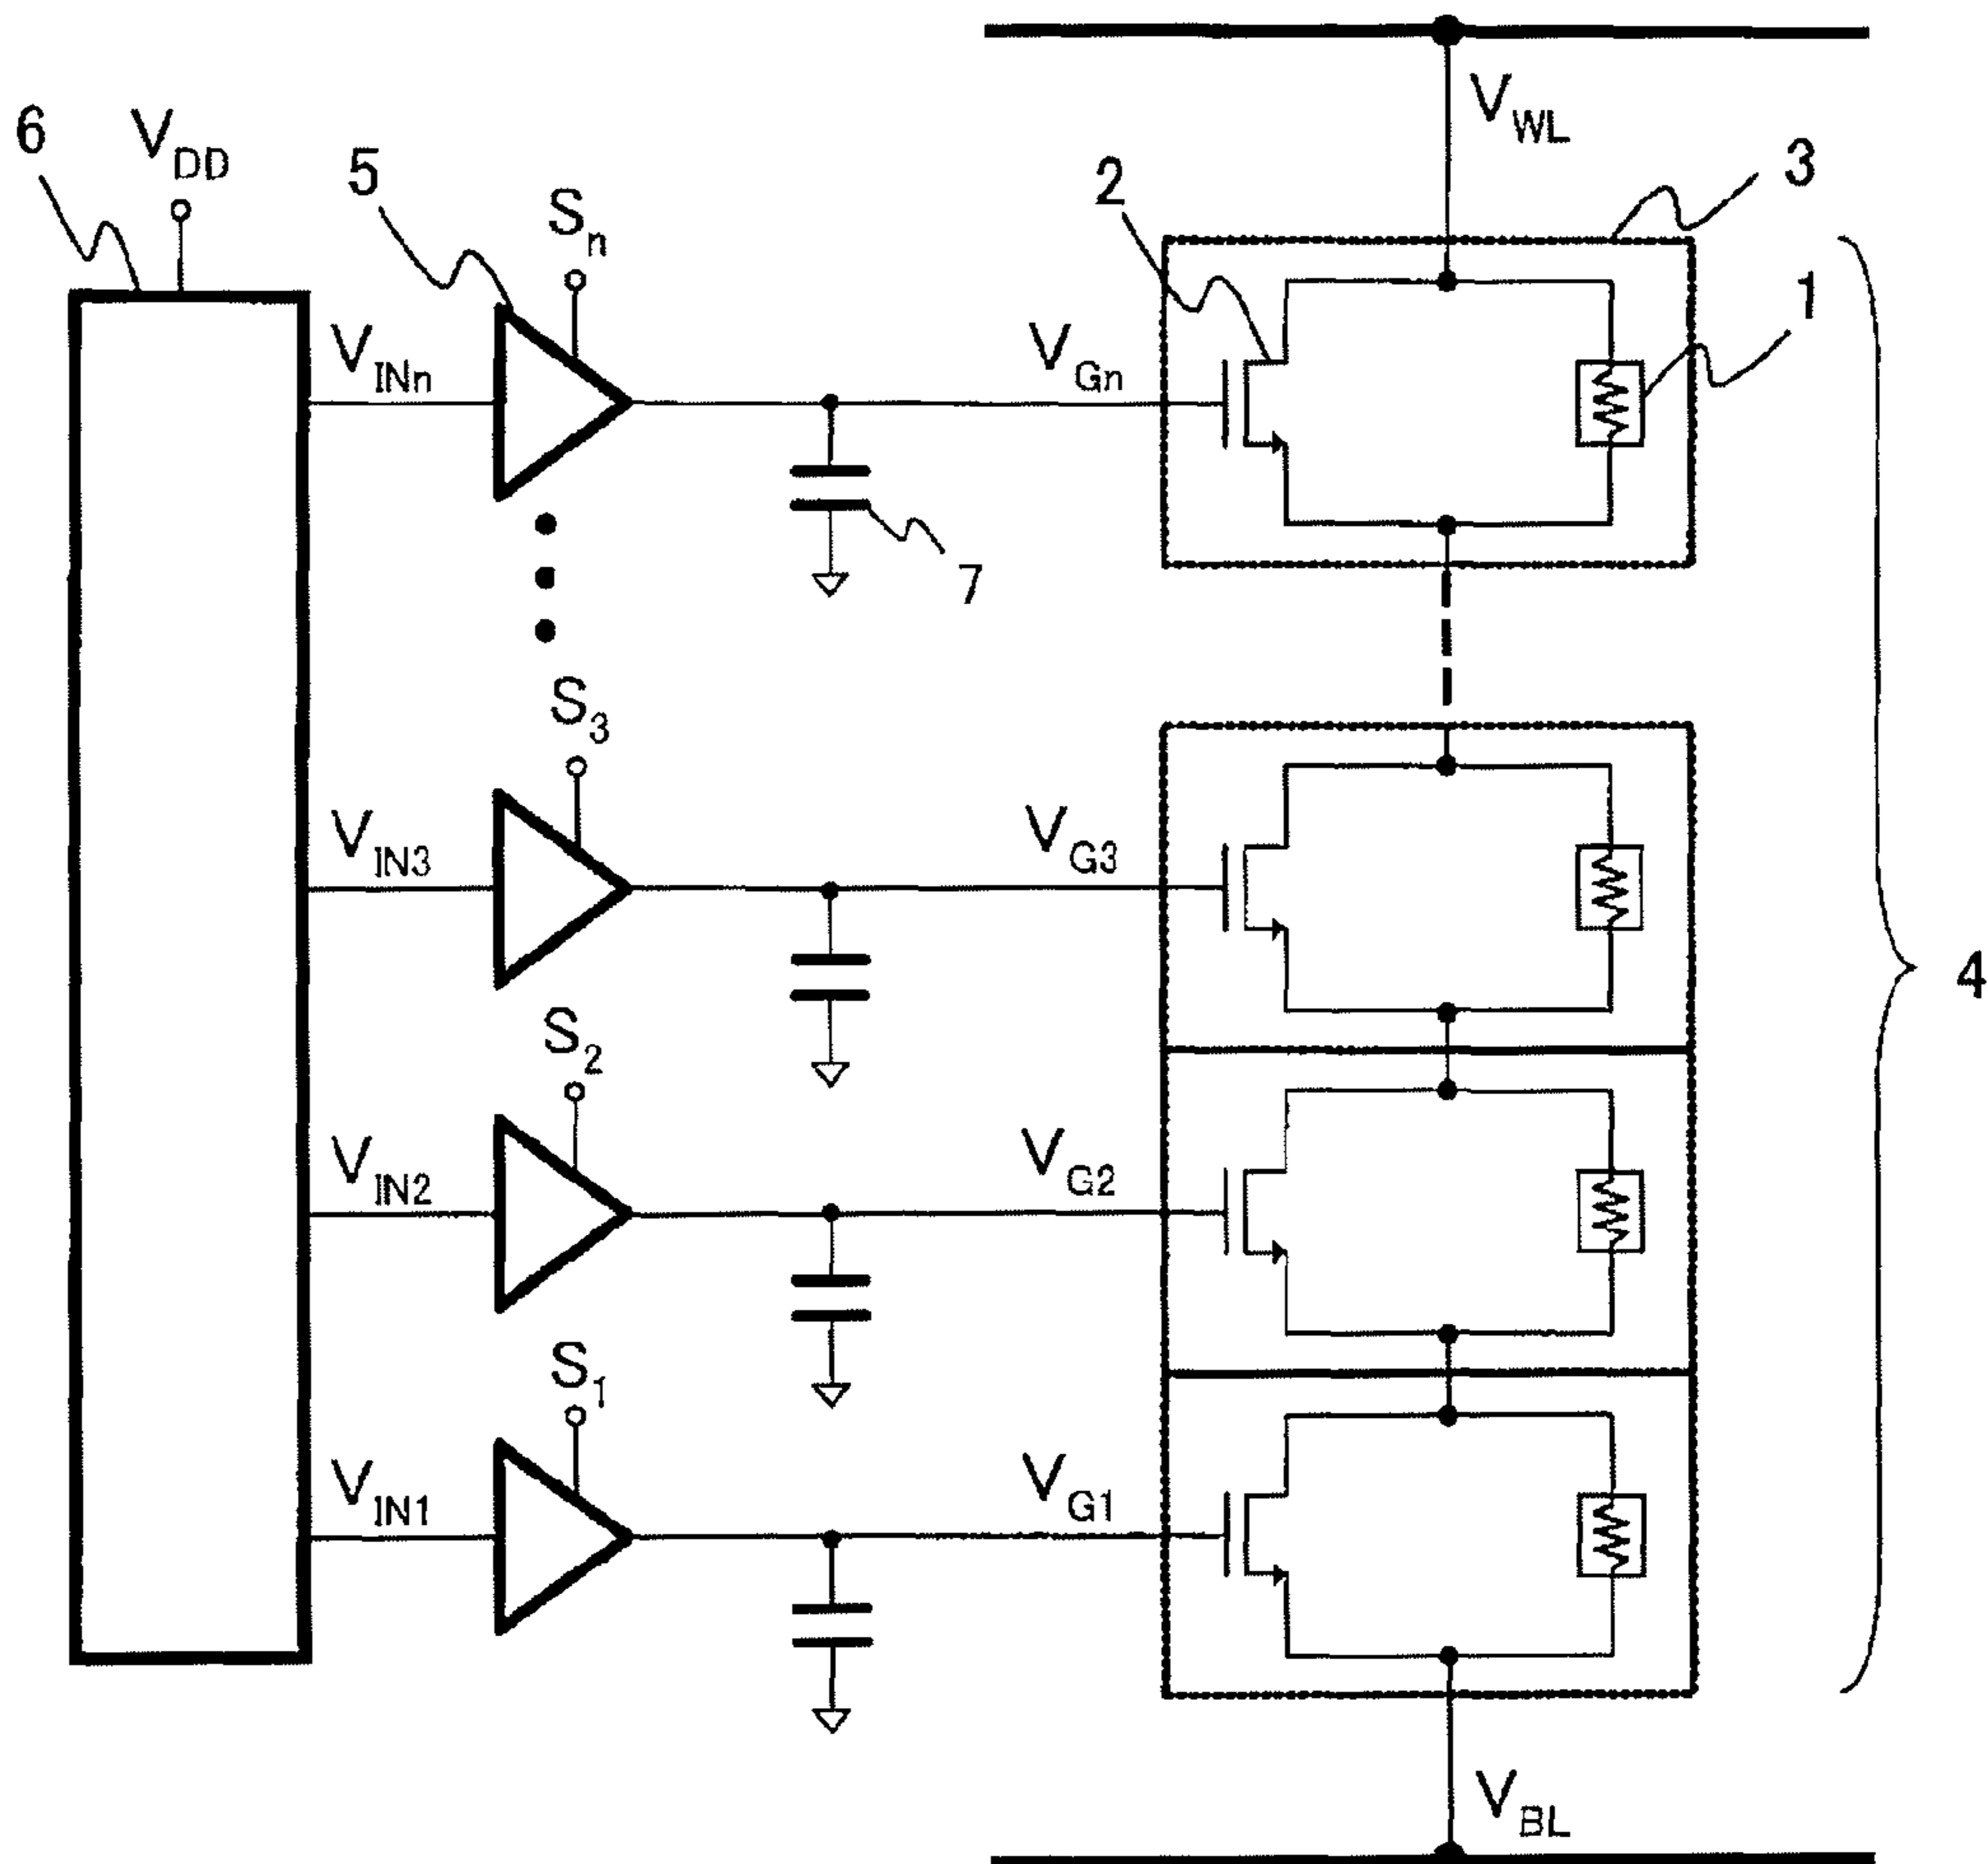 V_WL
6
V_DD
5
S_n
2
3
1
V_INn
V_Gn
7
S_3
V_IN3
V_G3
4
S_2
V_IN2
V_G2
S_1
V_IN1
V_G1
V_BL